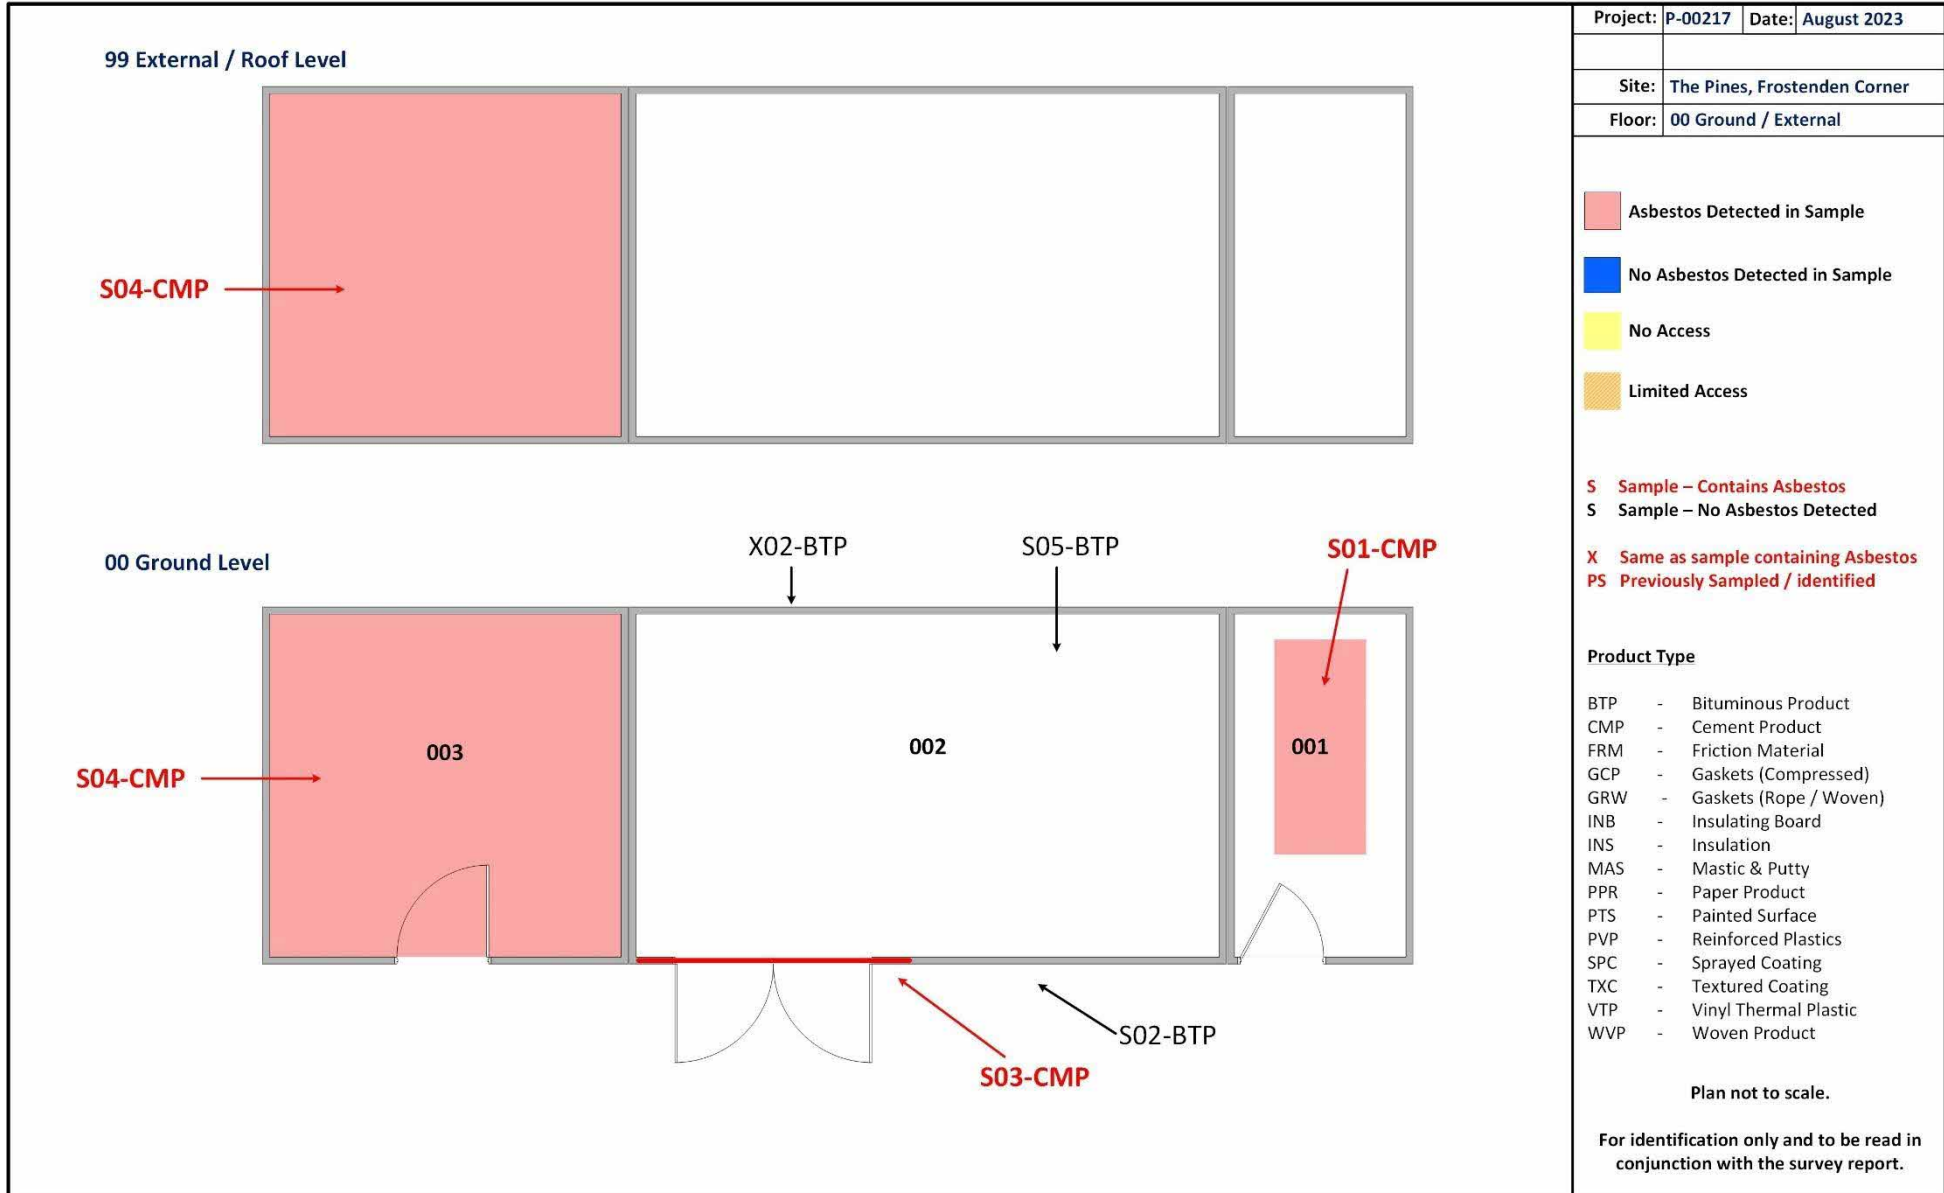 99 External / Roof Level
S04-CMP
00 Ground Level
X02-BTP
S05-BTP
S01-CMP
003
002
001
S04-CMP
S02-BTP
S03-CMP
Project: P-00217 Date: August 2023
Site: The Pines, Frostenden Corner
Floor: 00 Ground / External
Asbestos Detected in Sample
No Asbestos Detected in Sample
No Access
Limited Access
S Sample – Contains Asbestos
S Sample – No Asbestos Detected
X Same as sample containing Asbestos
PS Previously Sampled / identified
Product Type
BTP - Bituminous Product
CMP - Cement Product
FRM - Friction Material
GCP - Gaskets (Compressed)
GRW - Gaskets (Rope / Woven)
INB - Insulating Board
INS - Insulation
MAS - Mastic & Putty
PPR - Paper Product
PTS - Painted Surface
PVP - Reinforced Plastics
SPC - Sprayed Coating
TXC - Textured Coating
VTP - Vinyl Thermal Plastic
WVP - Woven Product
Plan not to scale.
For identification only and to be read in
conjunction with the survey report.